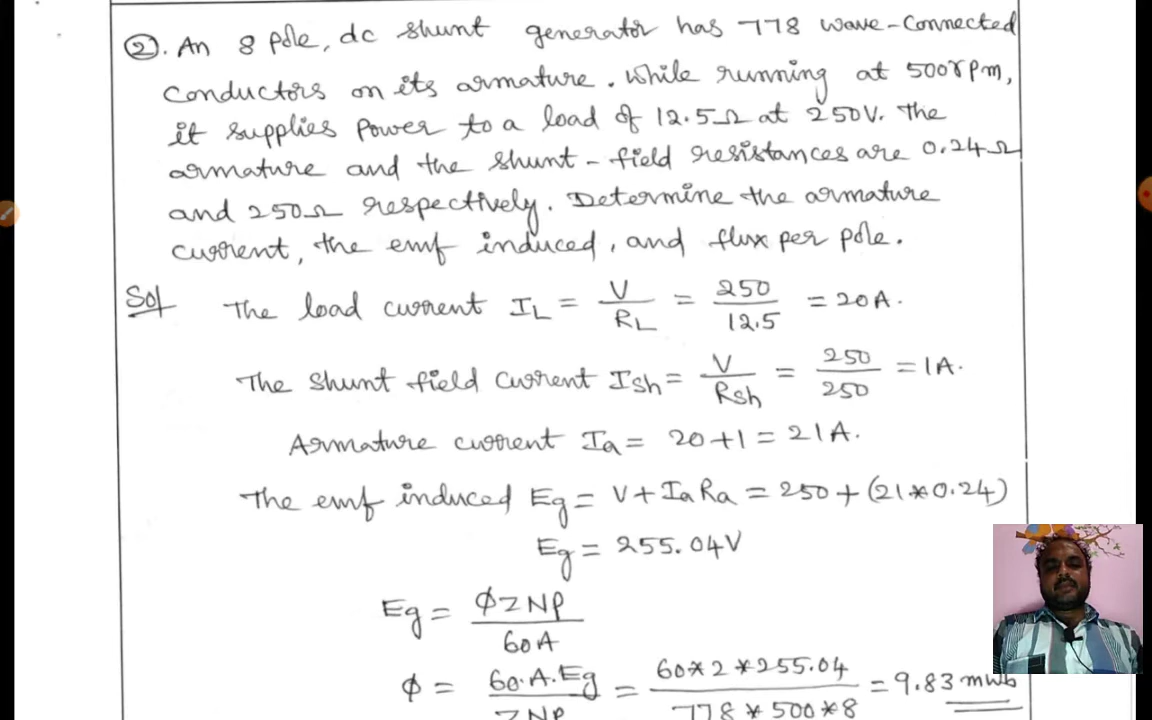 ②. An 8 pole, dc shunt generator has 778 wave-connected
conductors on its armature. While running at 500rpm,
it supplies power to a load of 12.5Ω at 250V. The
armature and the shunt-field resistances are 0.24Ω
and 250Ω respectively. Determine the armature
current, the emf induced, and flux per pole.
Sol The load current IL = V/RL = 250/12.5 = 20A.
The shunt field current Ish = V/Rsh = 250/250 = 1A.
Armature current Ia = 20+1 = 21A.
The emf induced Eg = V+IaRa = 250+(21*0.24)
Eg = 255.04V
Eg = ϕZNP/60A
ϕ = 60.A.Eg/ZNP = 60*2*255.04/778*500*8 = 9.83 mwb